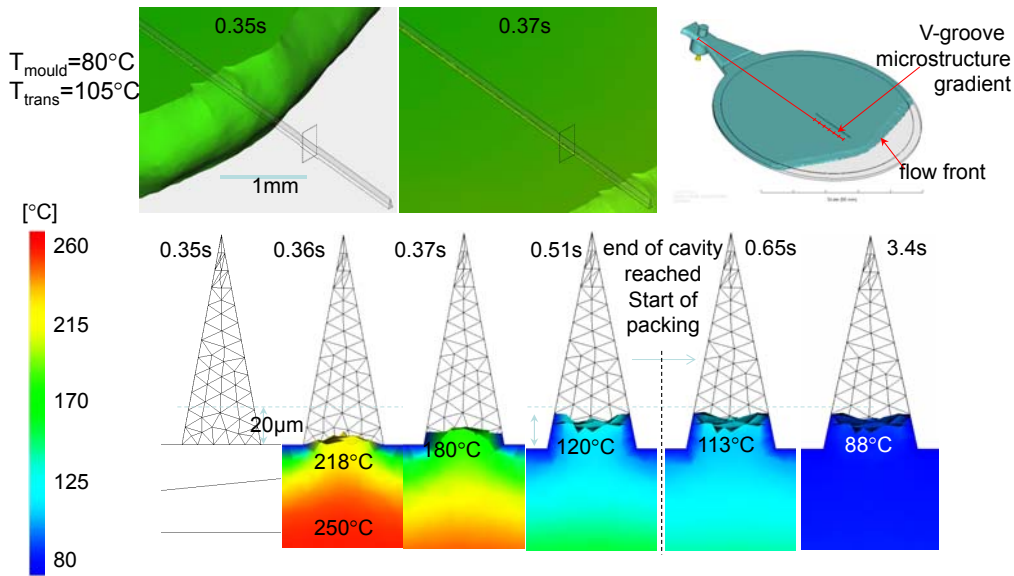 0.35s
0.37s
T_mould=80°C
T_trans=105°C
1mm
V-groove
microstructure
gradient
flow front
[°C]
260
215
170
125
80
0.35s
0.36s
0.37s
0.51s
end of cavity
reached
Start of
packing
0.65s
3.4s
20µm
218°C
250°C
180°C
120°C
113°C
88°C